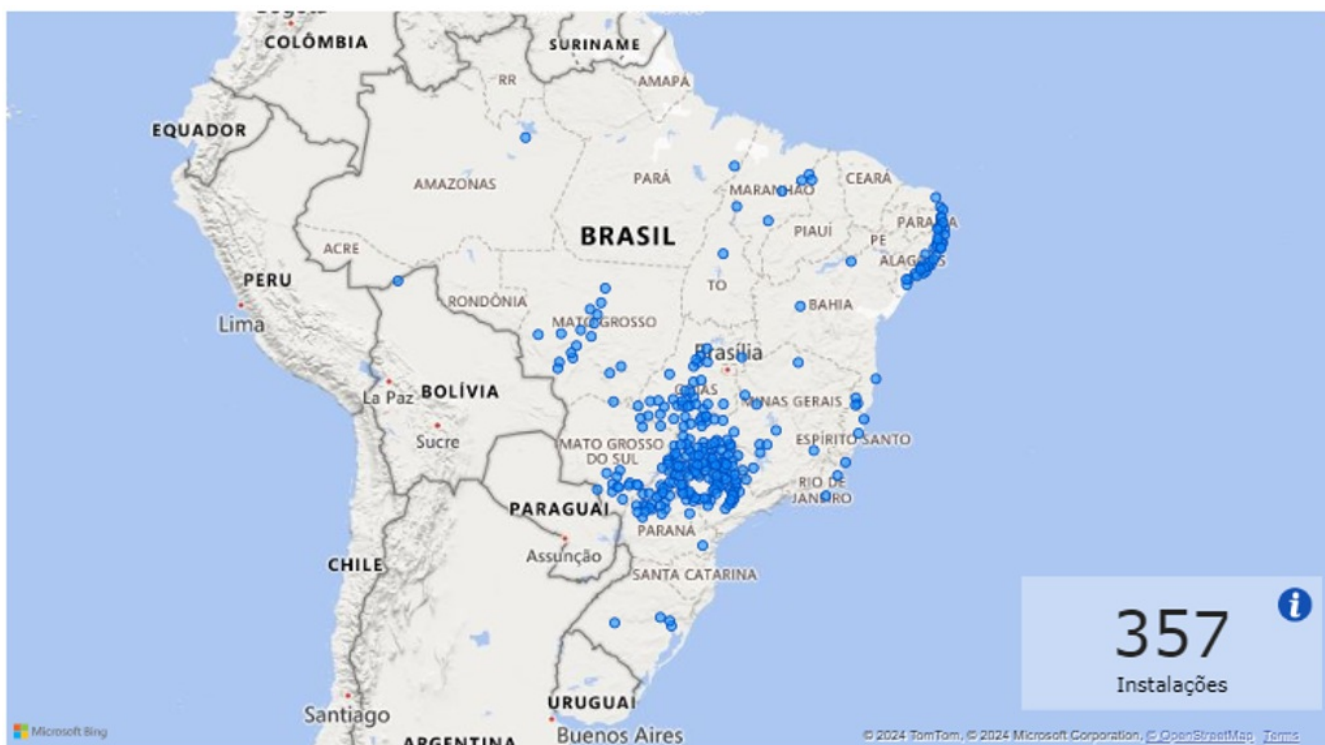 COLÔMBIA
SURINAME
RR
AMAPÁ
EQUADOR
AMAZONAS
PARÁ
MARANHÃO
CEARÁ
BRASIL
PIAUÍ
PE
ACRE
ALAGOAS
PERU
TO
RONDÔNIA
BAHIA
Lima
MATO GROSSO
Brasília
La Paz
BOLÍVIA
GOIÁS
MINAS GERAIS
Sucre
MATO GROSSO
DO SUL
ESPÍRITO SANTO
RIO DE
JANEIRO
PARAGUAI
PARANÁ
Assunção
CHILE
SANTA CATARINA
357
Instalações
URUGUAI
Santiago
Buenos Aires
ARGENTINA
Microsoft Bing
© 2024 TomTom, © 2024 Microsoft Corporation, © OpenStreetMap Terms